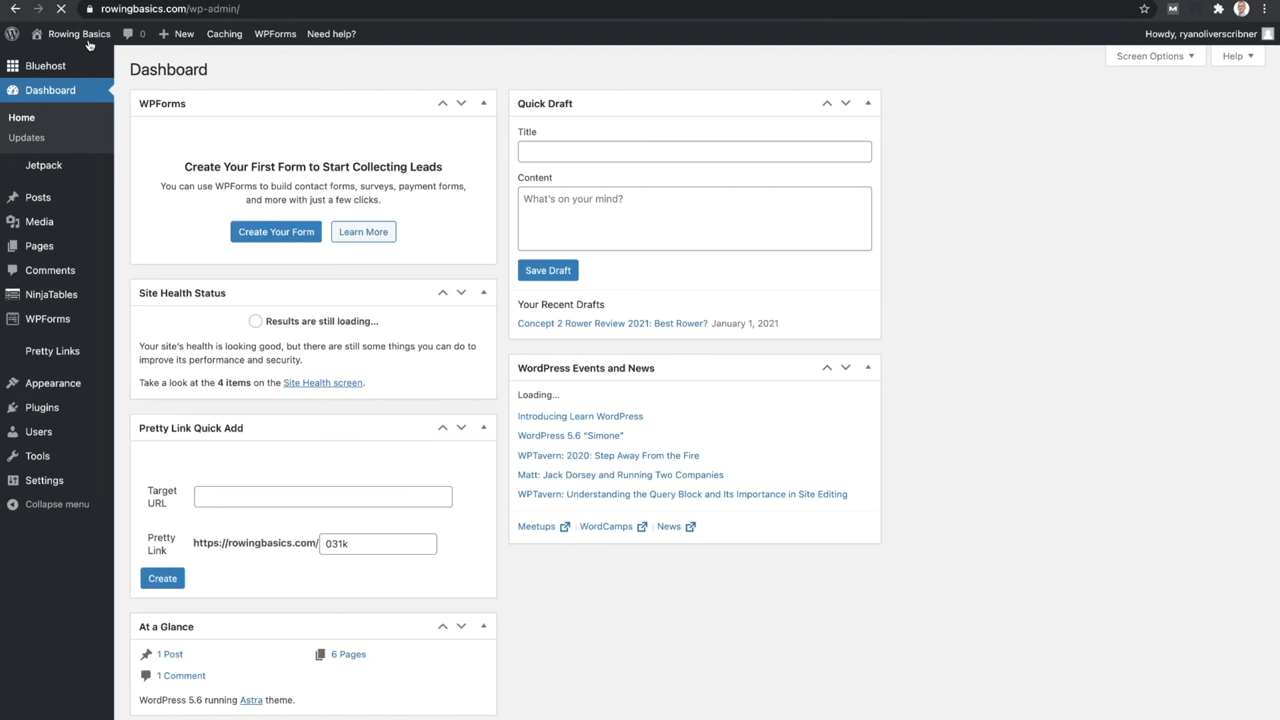 rowingbasics.com/wp-admin/
Rowing Basics
0
New
Caching
WPForms
Need help?
Howdy, ryanoliverscribner
Bluehost
Dashboard
Home
Updates
Jetpack
Posts
Media
Pages
Comments
NinjaTables
WPForms
Pretty Links
Appearance
Plugins
Users
Tools
Settings
Collapse menu
Screen Options
Help
Dashboard
WPForms
Create Your First Form to Start Collecting Leads
You can use WPForms to build contact forms, surveys, payment forms,
and more with just a few clicks.
Create Your Form
Learn More
Site Health Status
Results are still loading...
Your site's health is looking good, but there are still some things you can do to
improve its performance and security.
Take a look at the 4 items on the Site Health screen.
Pretty Link Quick Add
Target
URL
Pretty
Link
https://rowingbasics.com/
031k
Create
At a Glance
1 Post
6 Pages
1 Comment
WordPress 5.6 running Astra theme.
Quick Draft
Title
Content
What's on your mind?
Save Draft
Your Recent Drafts
Concept 2 Rower Review 2021: Best Rower? January 1, 2021
WordPress Events and News
Loading...
Introducing Learn WordPress
WordPress 5.6 "Simone"
WPTavern: 2020: Step Away From the Fire
Matt: Jack Dorsey and Running Two Companies
WPTavern: Understanding the Query Block and Its Importance in Site Editing
Meetups | WordCamps | News